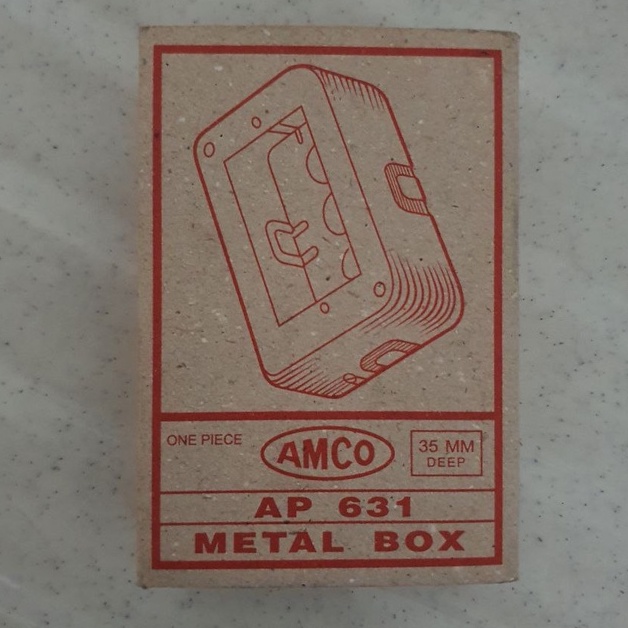 ONE PIECE
AMCO
35 MM
DEEP
AP 631
METAL BOX